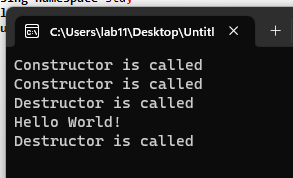 C:\Users\lab11\Desktop\Untitl
Constructor is called
Constructor is called
Destructor is called
Hello World!
Destructor is called